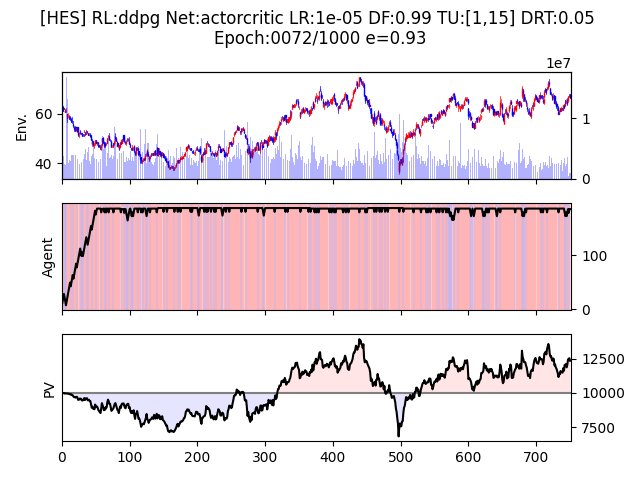 [HES] RL:ddpg Net:actorcritic LR:1e-05 DF:0.99 TU:[1,15] DRT:0.05
Epoch:0072/1000 e=0.93
1e7
Env.
60
40
1
0
Agent
100
0
PV
12500
10000
7500
0 100 200 300 400 500 600 700